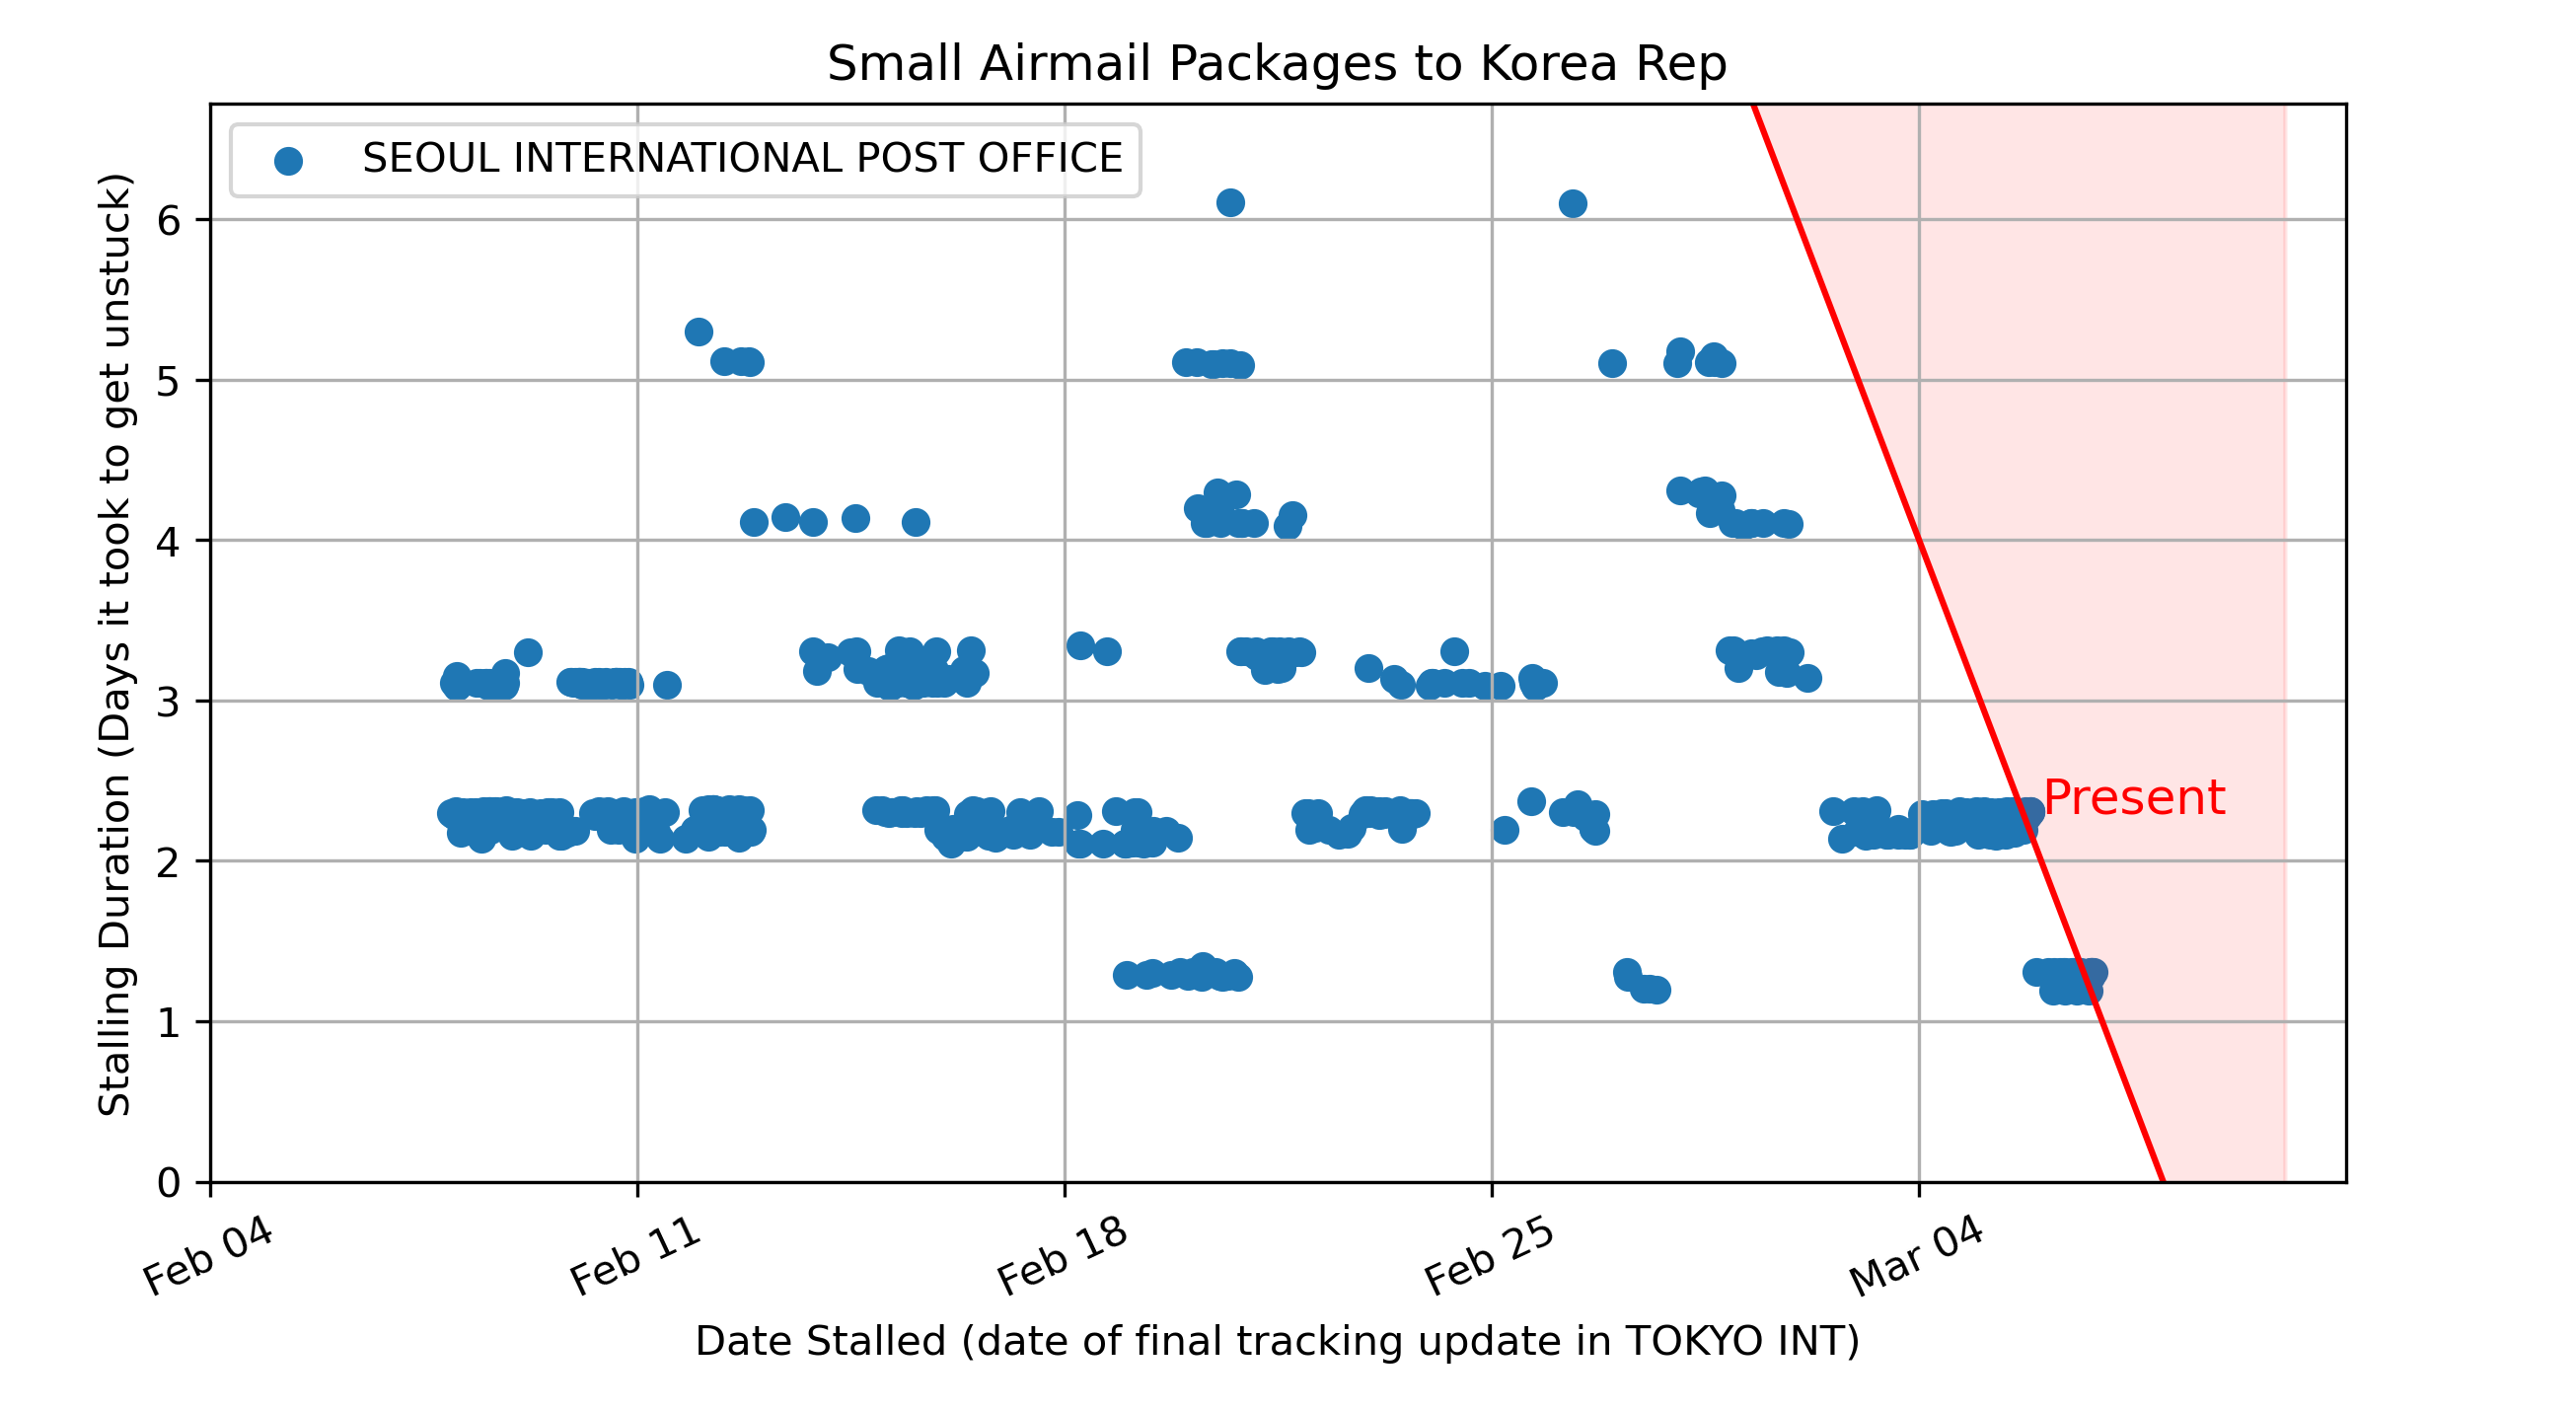 Small Airmail Packages to Korea Rep
SEOUL INTERNATIONAL POST OFFICE
Stalling Duration (Days it took to get unstuck)
6
5
4
3
2
1
0
Present
Feb 04
Feb 11
Feb 18
Feb 25
Mar 04
Date Stalled (date of final tracking update in TOKYO INT)